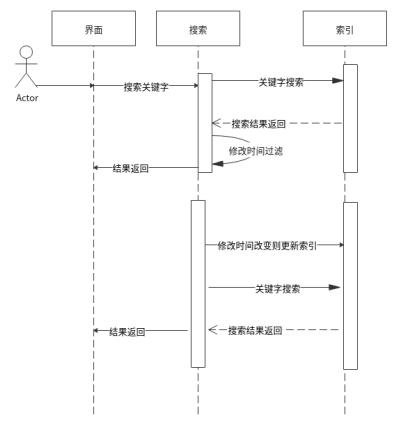 界面
搜索
索引
Actor
搜索关键字
关键字搜索
搜索结果返回
修改时间过滤
结果返回
修改时间改变则更新索引
关键字搜索
搜索结果返回
结果返回